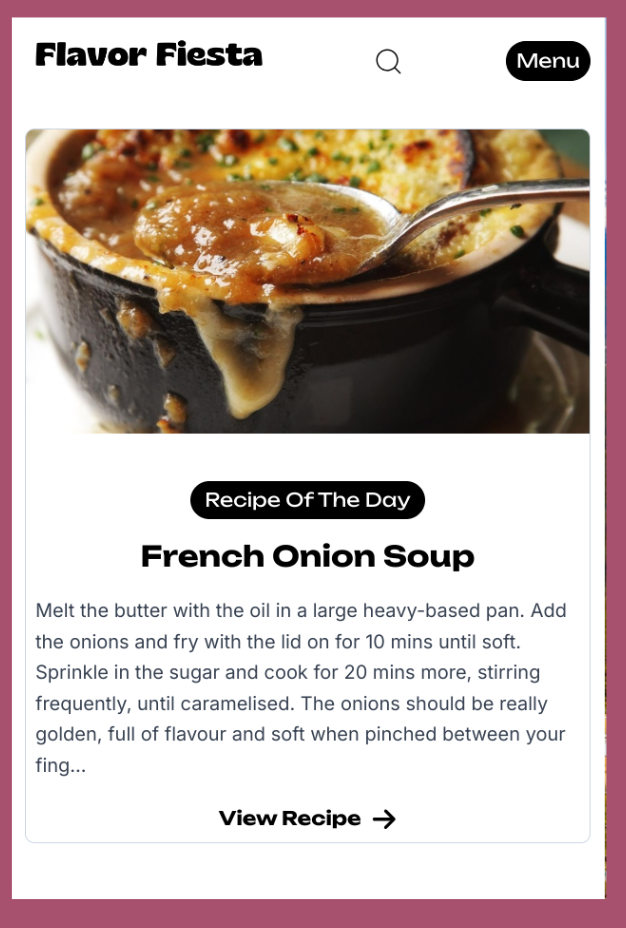 Flavor Fiesta
Menu
Recipe Of The Day
French Onion Soup
Melt the butter with the oil in a large heavy-based pan. Add
the onions and fry with the lid on for 10 mins until soft.
Sprinkle in the sugar and cook for 20 mins more, stirring
frequently, until caramelised. The onions should be really
golden, full of flavour and soft when pinched between your
fing...
View Recipe